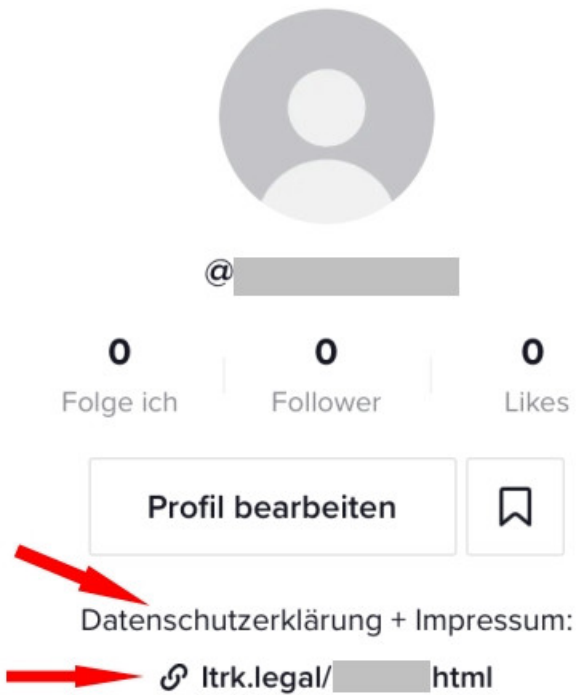 @
0 0 0
Folge ich Follower Likes
Profil bearbeiten
Datenschutzerklärung + Impressum:
ltrk.legal/ html